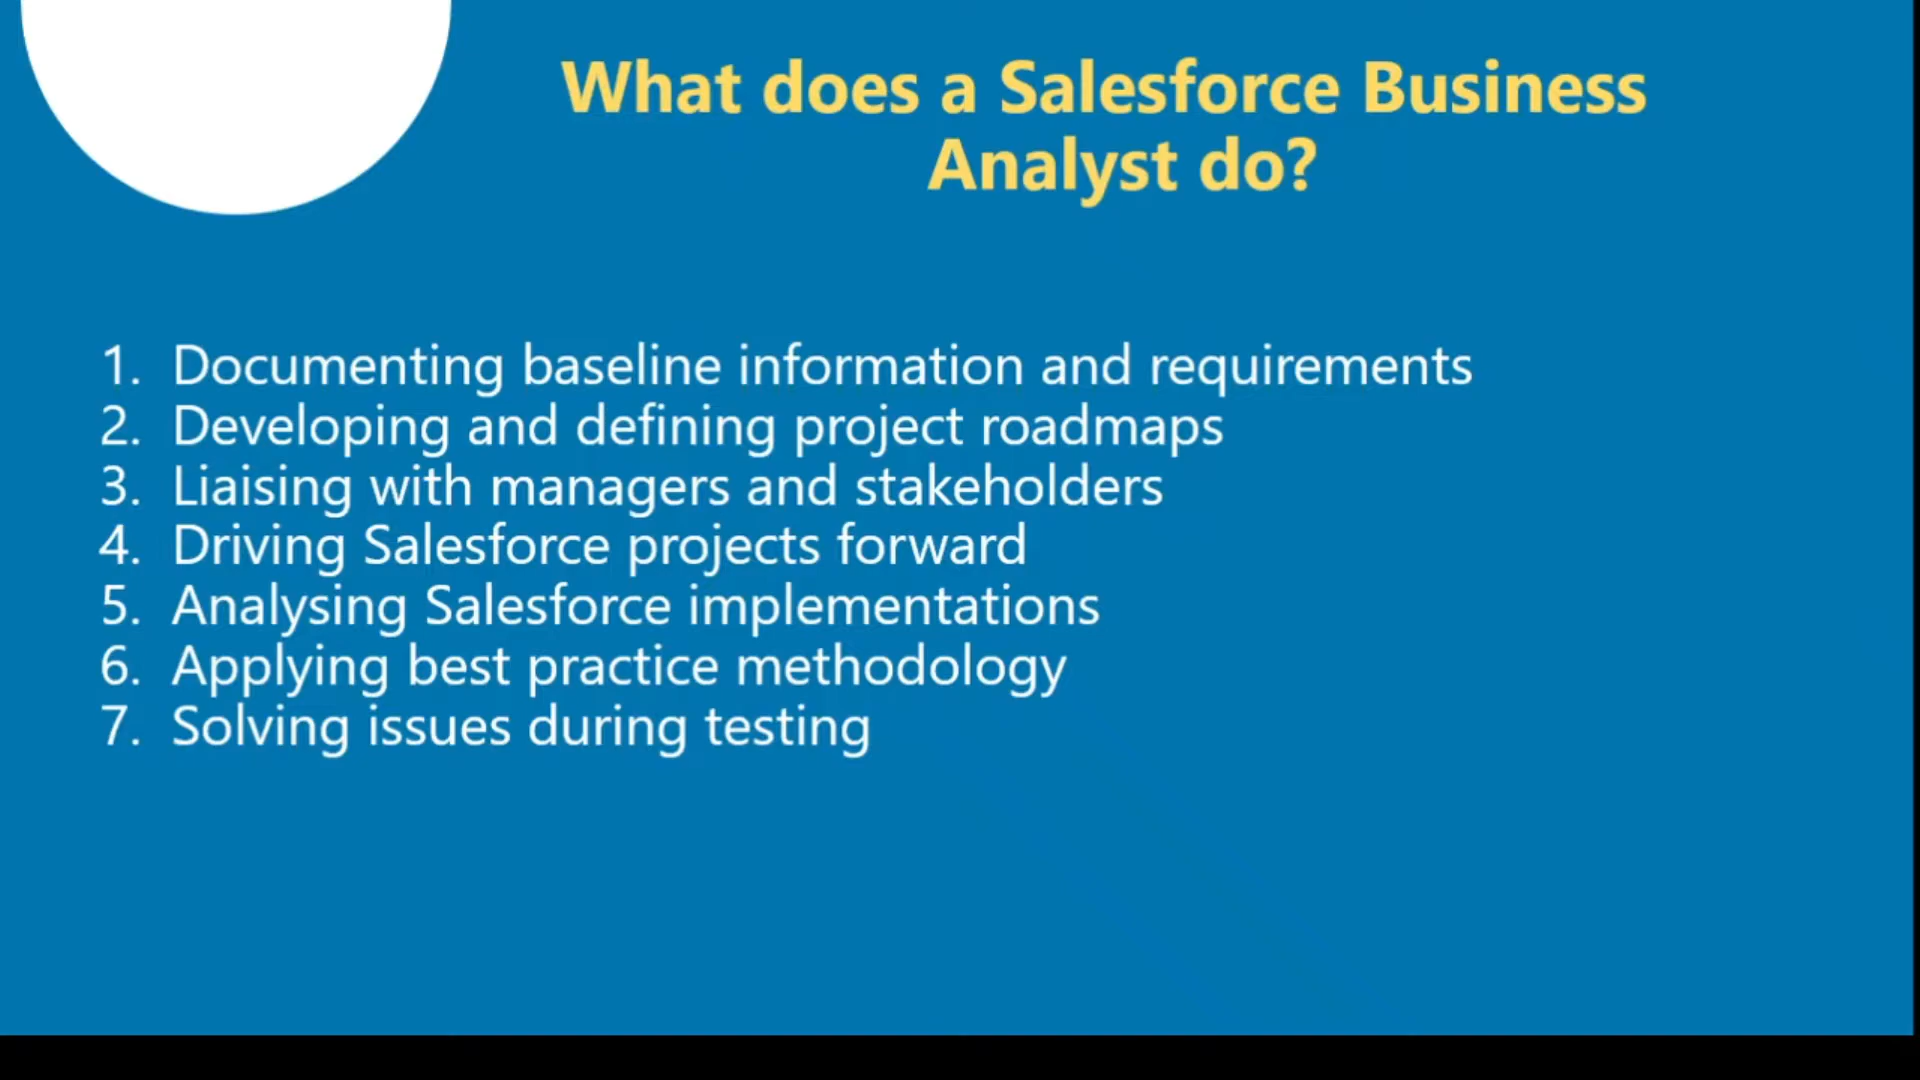 What does a Salesforce Business
Analyst do?
1. Documenting baseline information and requirements
2. Developing and defining project roadmaps
3. Liaising with managers and stakeholders
4. Driving Salesforce projects forward
5. Analysing Salesforce implementations
6. Applying best practice methodology
7. Solving issues during testing